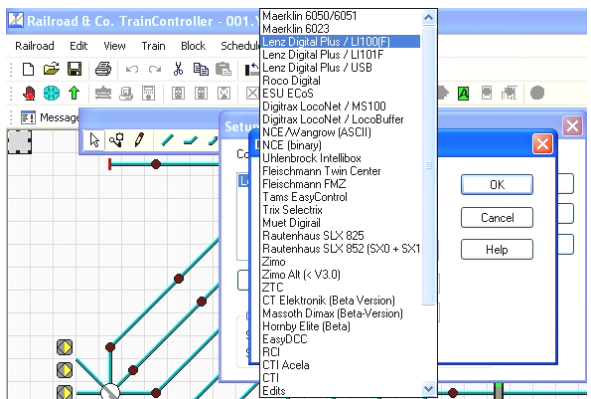 Railroad & Co. TrainController - 001.
Railroad Edit View Train Block Schedul
Message
Setu
Maerklin 6050/6051
Maerklin 6023
Lenz Digital Plus / LI100(F)
Lenz Digital Plus / LI101F
Lenz Digital Plus / USB
Roco Digital
ESU ECoS
Digitrax LocoNet / MS100
Digitrax LocoNet / LocoBuffer
NCE/Wangrow (ASCII)
NCE (binary)
Uhlenbrock Intellibox
Fleischmann Twin Center
Fleischmann FMZ
Tams EasyControl
Trix Selectrix
Muet Digirail
Rautenhaus SLX 825
Rautenhaus SLX 852 (SX0 + SX1
Zimo
Zimo Alt (< V3.0)
ZTC
CT Elektronik (Beta Version)
Massoth Dimax (Beta-Version)
Hornby Elite (Beta)
EasyDCC
RCI
CTI Acela
CTI
Edits
OK
Cancel
Help